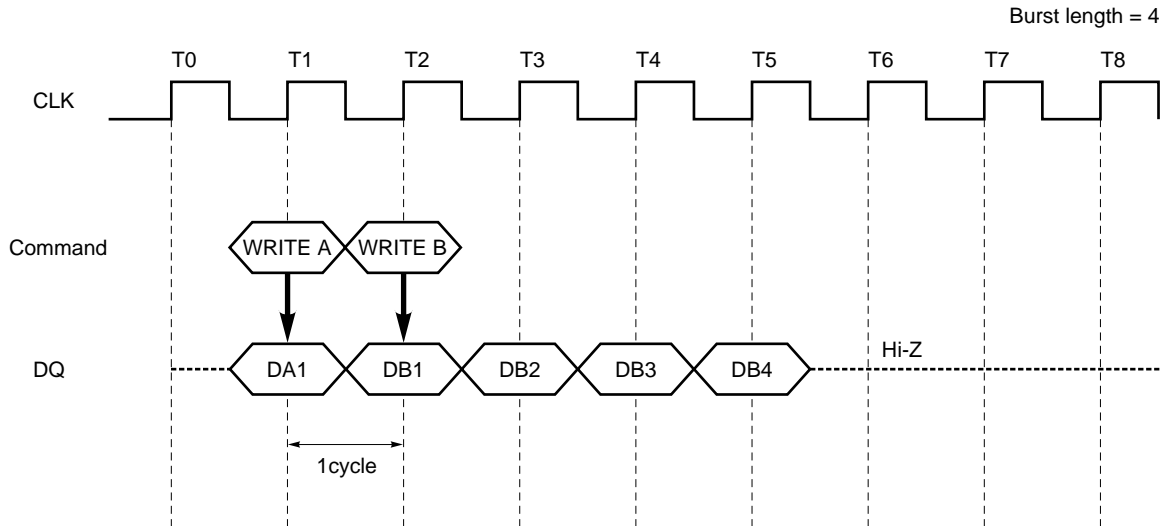 Burst length = 4
T0 T1 T2 T3 T4 T5 T6 T7 T8
CLK
Command WRITE A WRITE B
Hi-Z
DQ DA1 DB1 DB2 DB3 DB4
1cycle